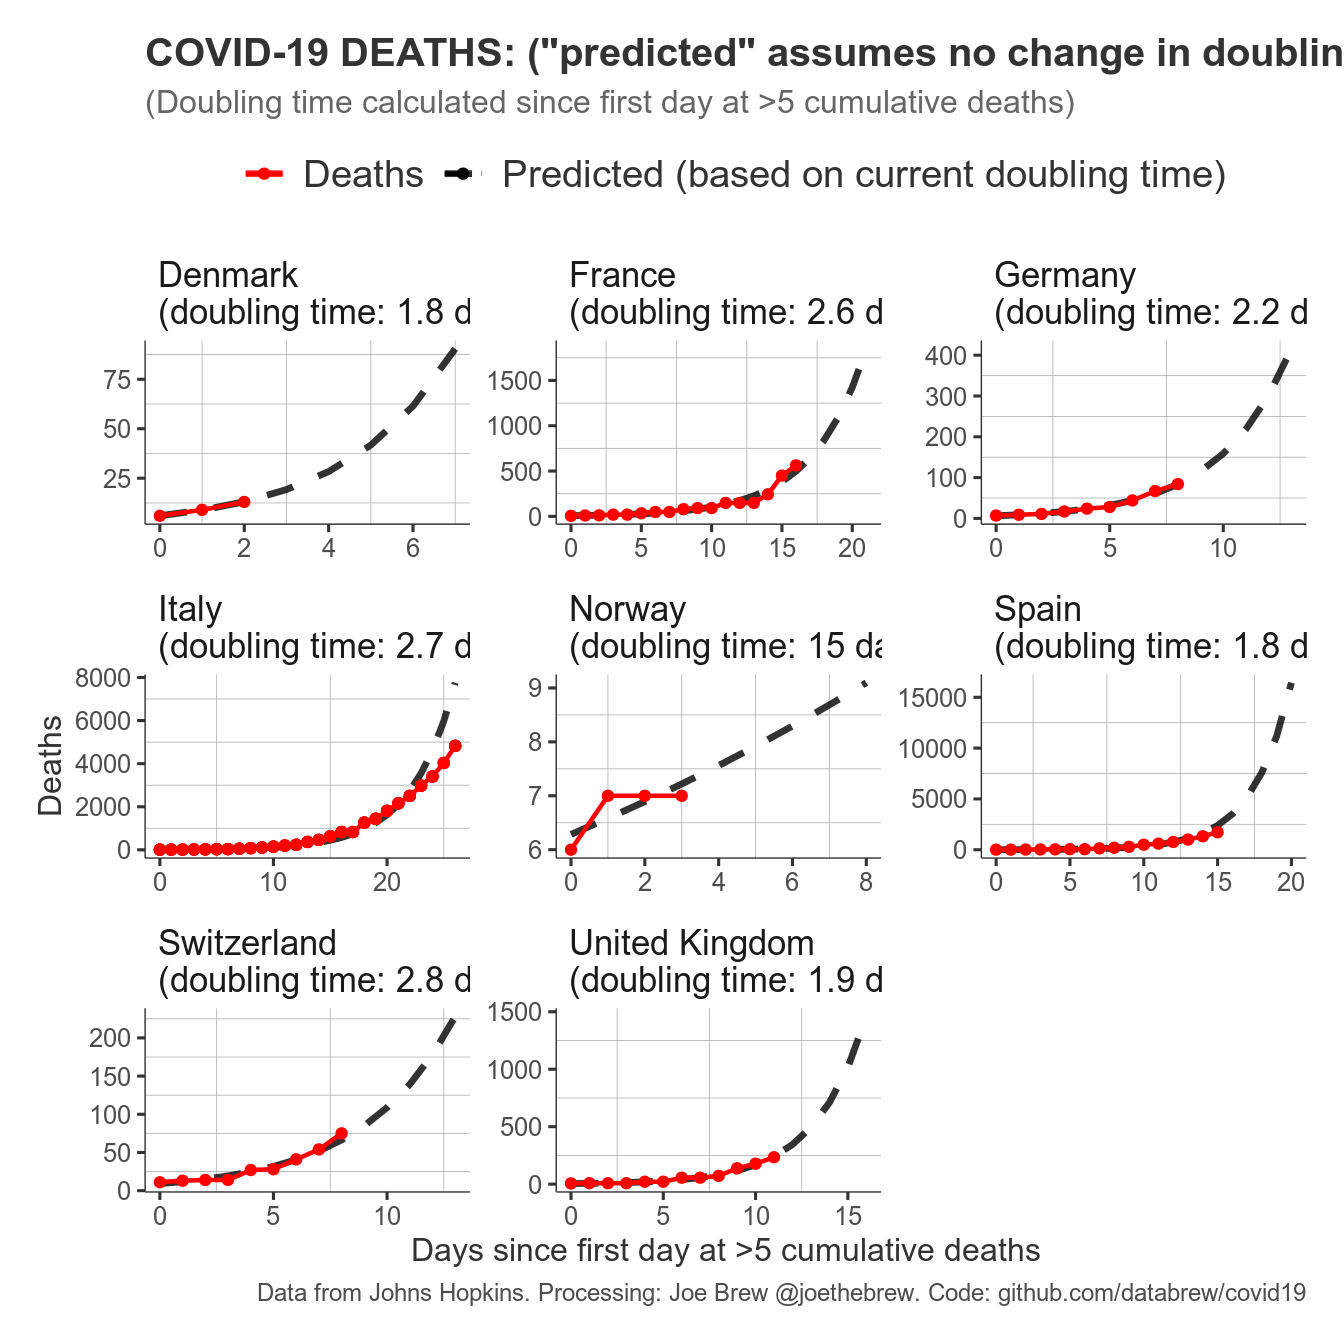 COVID-19 DEATHS: ("predicted" assumes no change in doublin
(Doubling time calculated since first day at >5 cumulative deaths)
Deaths Predicted (based on current doubling time)
Denmark
(doubling time: 1.8 d
75
50
25
0 2 4 6
France
(doubling time: 2.6 d
1500
1000
500
0
0 5 10 15 20
Germany
(doubling time: 2.2 d
400
300
200
100
0
0 5 10
Deaths
Italy
(doubling time: 2.7 d
8000
6000
4000
2000
0
0 10 20
Norway
(doubling time: 15 da
9
8
7
6
0 2 4 6 8
Spain
(doubling time: 1.8 d
15000
10000
5000
0
0 5 10 15 20
Switzerland
(doubling time: 2.8 d
200
150
100
50
0
0 5 10
United Kingdom
(doubling time: 1.9 d
1500
1000
500
0
0 5 10 15
Days since first day at >5 cumulative deaths
Data from Johns Hopkins. Processing: Joe Brew @joethebrew. Code: github.com/databrew/covid19